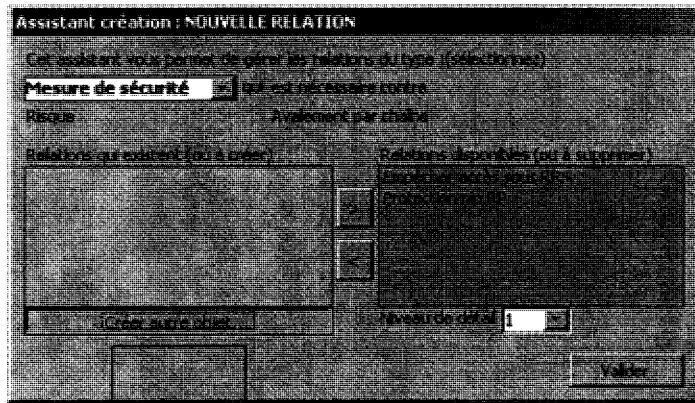 Assistant création : NOUVELLE RELATION
Cet assistant vous permet de gérer les relations du type :(sélectionnez)
Mesure de sécurité qui est nécessaire contre
Risque Avalement par chaîne
Relations qui existent (ou à créer) Relations disponibles (ou à supprimer)
>
Protection
<
Créer autre objet... Niveau de détail 1
Valider